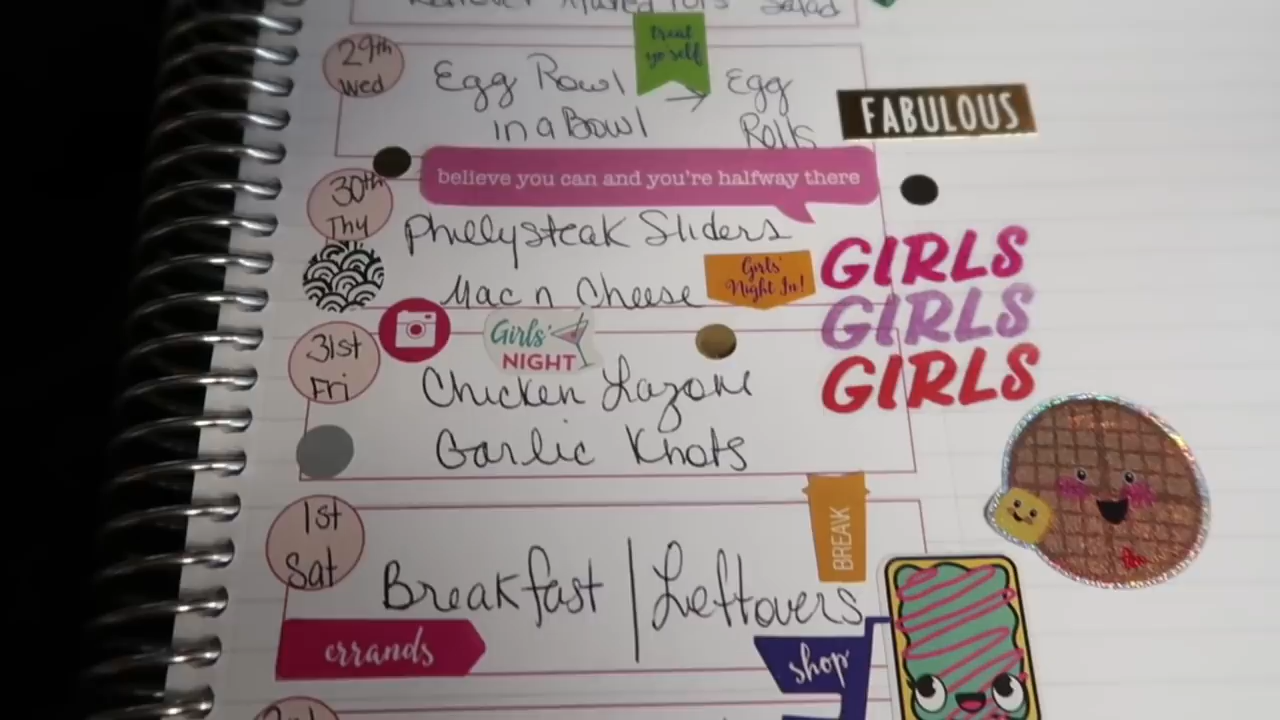 Salad
29th
Wed
Egg Rowl
in a Bowl
treat
yo self
→ Egg
Rolls
FABULOUS
believe you can and you're halfway there
30th
Thu
Phillysteak Sliders
Mac n Cheese
Girls'
Night In!
GIRLS
GIRLS
GIRLS
31st
Fri
Girls'
NIGHT
Chicken Lazone
Garlic Knots
1st
Sat
Breakfast | Leftovers
BREAK
errands
shop